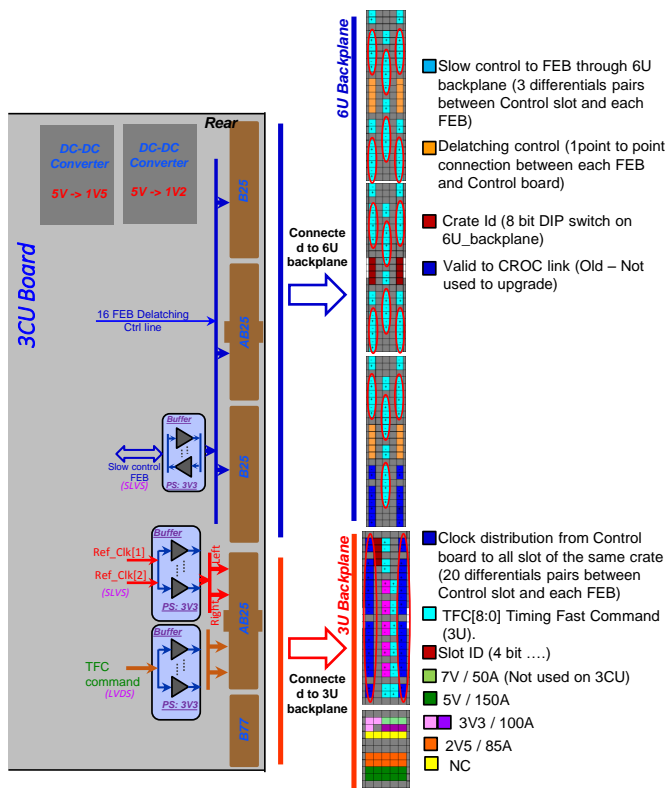 Rear
DC-DC
Converter
5V -> 1V5
DC-DC
Converter
5V -> 1V2
3CU Board
B25
AB25
B25
AB25
B77
16 FEB Delatching
Ctrl line
Buffer
PS: 3V3
Slow control
FEB
(SLVS)
Buffer
Ref_Clk[1]
Ref_Clk[2]
(SLVS)
PS: 3V3
Left
Right
Buffer
TFC
command
(LVDS)
PS: 3V3
Connecte
d to 6U
backplane
Connecte
d to 3U
backplane
6U Backplane
3U Backplane
Slow control to FEB through 6U
backplane (3 differentials pairs
between Control slot and each
FEB)
Delatching control (1point to point
connection between each FEB
and Control board)
Crate Id (8 bit DIP switch on
6U_backplane)
Valid to CROC link (Old – Not
used to upgrade)
Clock distribution from Control
board to all slot of the same crate
(20 differentials pairs between
Control slot and each FEB)
TFC[8:0] Timing Fast Command
(3U).
Slot ID (4 bit ....)
7V / 50A (Not used on 3CU)
5V / 150A
3V3 / 100A
2V5 / 85A
NC